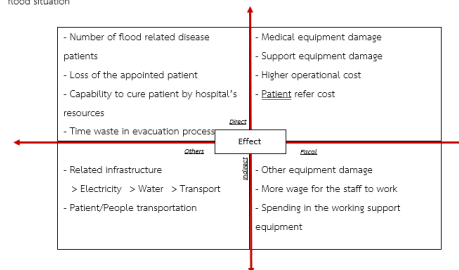 flood situation
- Number of flood related disease
patients
- Loss of the appointed patient
- Capability to cure patient by hospital's
resources
- Time waste in evacuation process
- Medical equipment damage
- Support equipment damage
- Higher operational cost
- Patient refer cost
Direct
Others
Effect
Fiscal
Indirect
- Related infrastructure
> Electricity > Water > Transport
- Patient/People transportation
- Other equipment damage
- More wage for the staff to work
- Spending in the working support
equipment